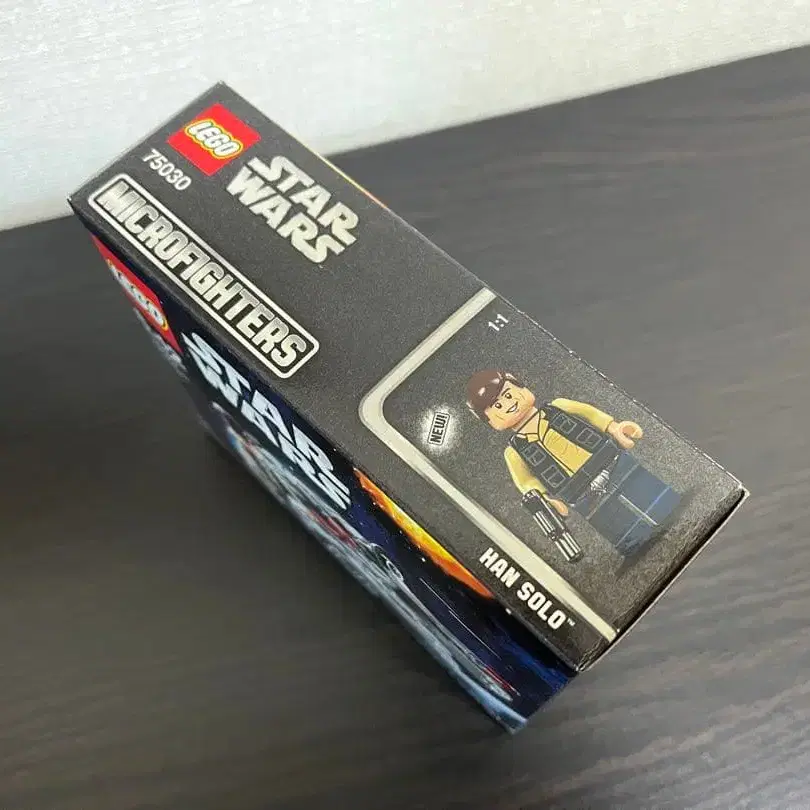 LEGO
75030
STAR
WARS
MICROFIGHTERS
1:1
NEW!
HAN SOLO™
LEGO
STAR
WARS